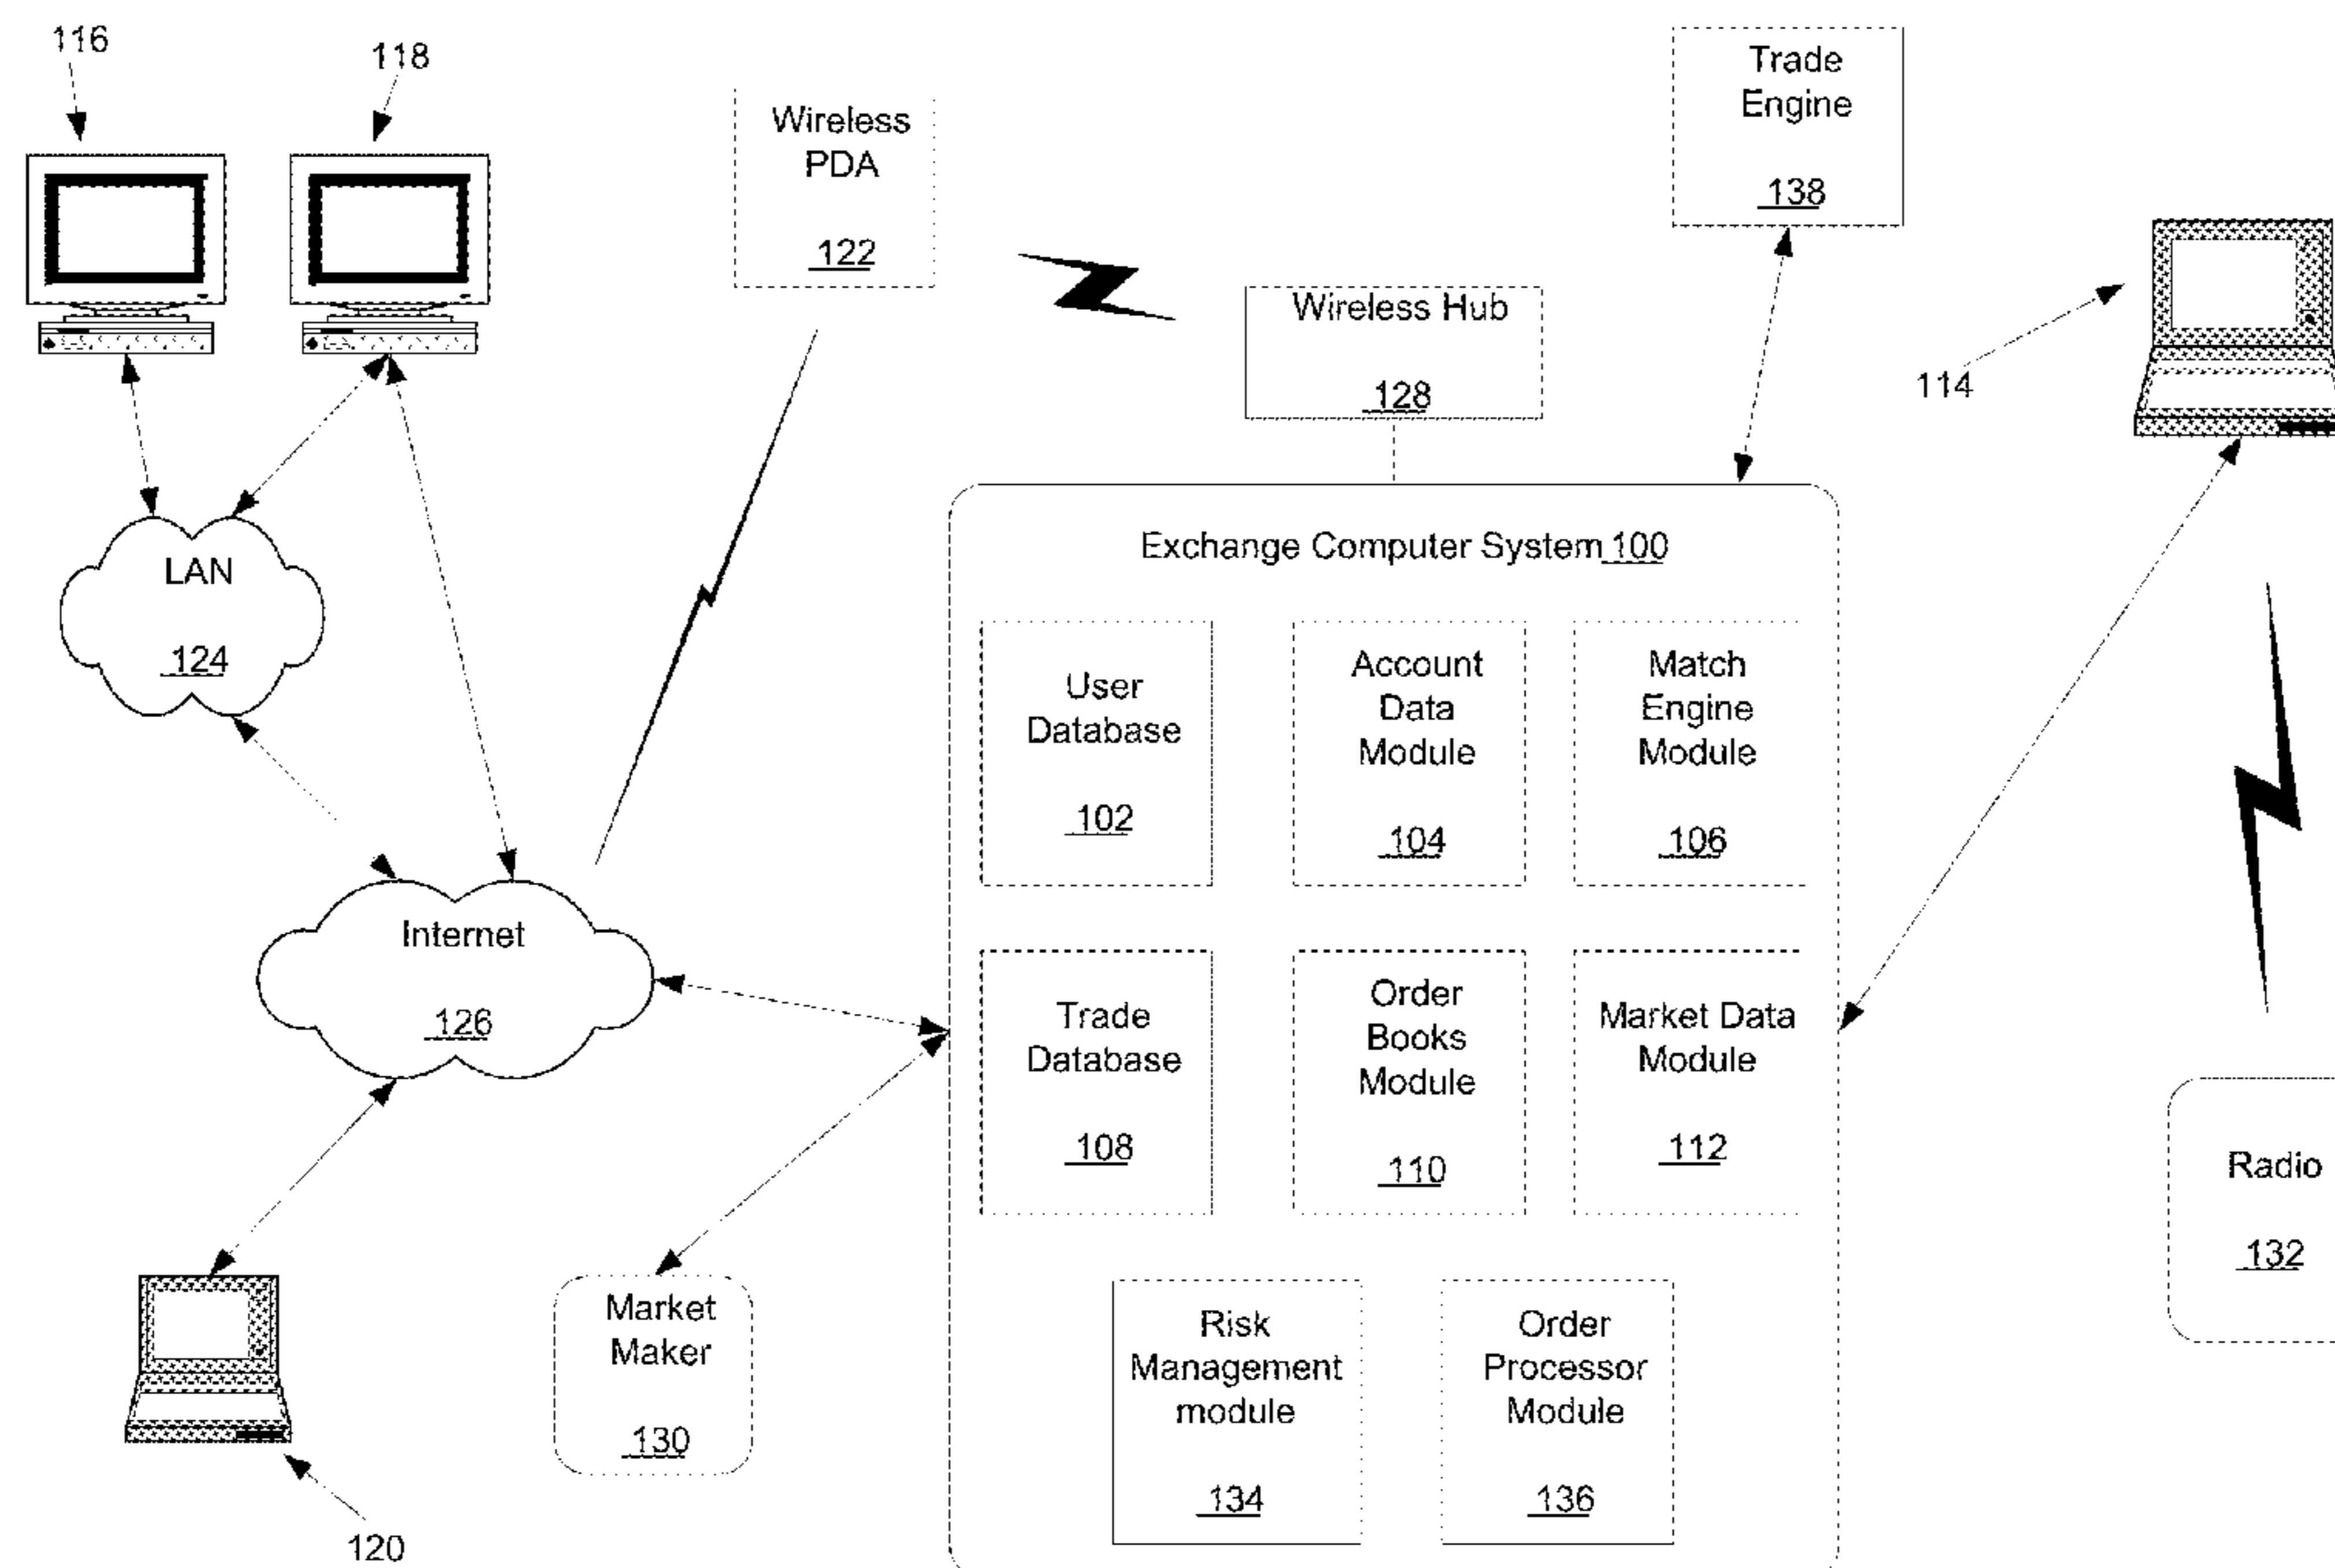 116
118
Wireless
PDA
122
Trade
Engine
138
Wireless Hub
128
114
LAN
124
Exchange Computer System 100
User
Database
102
Account
Data
Module
104
Match
Engine
Module
106
Internet
126
Trade
Database
108
Order
Books
Module
110
Market Data
Module
112
Radio
132
Market
Maker
130
Risk
Management
module
134
Order
Processor
Module
136
120